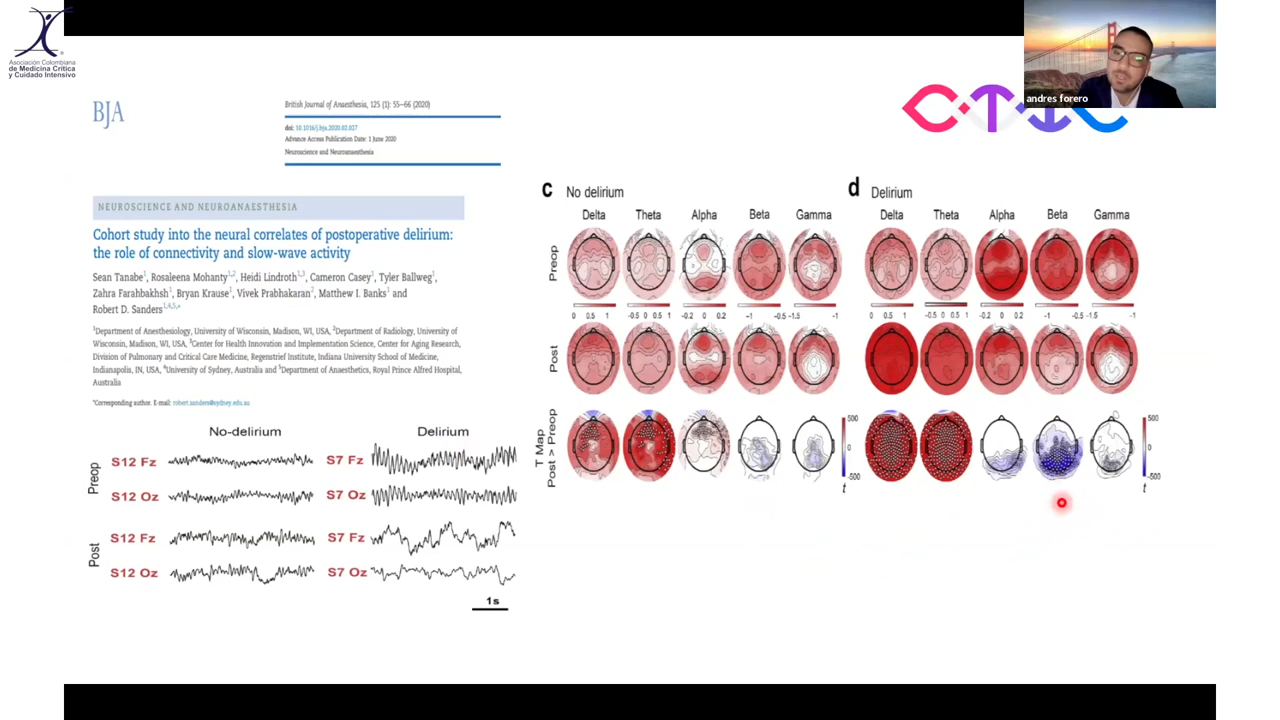 Asociación Colombiana
de Medicina Crítica
y Cuidado Intensivo
andres forero
CTIC
BJA
British Journal of Anaesthesia, 125 (1): 55–66 (2020)
doi: 10.1016/j.bja.2020.02.027
Advance Access Publication Date: 1 June 2020
Neuroscience and Neuroanaesthesia
NEUROSCIENCE AND NEUROANAESTHESIA
Cohort study into the neural correlates of postoperative delirium:
the role of connectivity and slow-wave activity
Sean Tanabe1, Rosaleena Mohanty1,2, Heidi Lindroth1,3, Cameron Casey1, Tyler Ballweg1,
Zahra Farahbakhsh1, Bryan Krause1, Vivek Prabhakaran2, Matthew I. Banks1 and
Robert D. Sanders1,4,5,*
1Department of Anesthesiology, University of Wisconsin, Madison, WI, USA, 2Department of Radiology, University of
Wisconsin, Madison, WI, USA, 3Center for Health Innovation and Implementation Science, Center for Aging Research,
Division of Pulmonary and Critical Care Medicine, Regenstrief Institute, Indiana University School of Medicine,
Indianapolis, IN, USA, 4University of Sydney, Australia and 5Department of Anaesthetics, Royal Prince Alfred Hospital,
Australia
*Corresponding author. E-mail: robert.sanders@sydney.edu.au
No-delirium Delirium
Preop
S12 Fz S7 Fz
S12 Oz S7 Oz
Post
S12 Fz S7 Fz
S12 Oz S7 Oz
1s
c No delirium
Delta Theta Alpha Beta Gamma
Preop
0 0.5 1 -0.5 0 0.5 1 -0.2 0 0.2 -1 -0.5 -1.5 -1
Post
T Map
Post > Preop
500
0
-500
t
d Delirium
Delta Theta Alpha Beta Gamma
0 0.5 1 -0.5 0 0.5 1 -0.2 0 0.2 -1 -0.5 -1.5 -1
500
0
-500
t